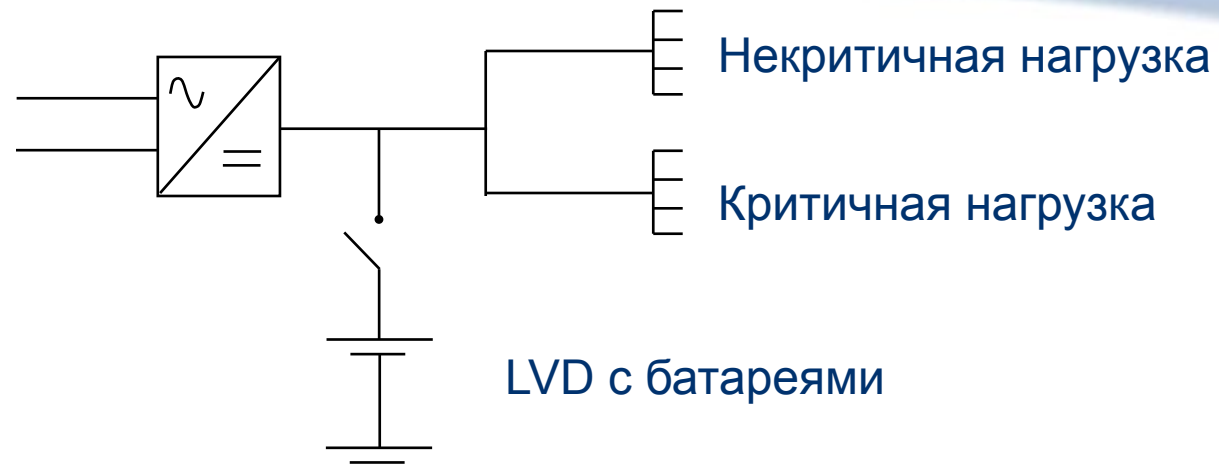 Некритичная нагрузка
Критичная нагрузка
LVD с батареями